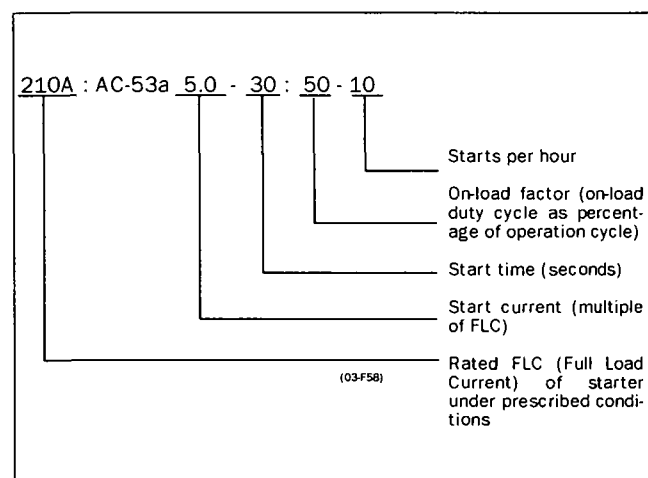 210A : AC-53a 5.0 - 30 : 50 - 10
Starts per hour
On-load factor (on-load
duty cycle as percent-
age of operation cycle)
Start time (seconds)
Start current (multiple
of FLC)
(03-F58)
Rated FLC (Full Load
Current) of starter
under prescribed condi-
tions